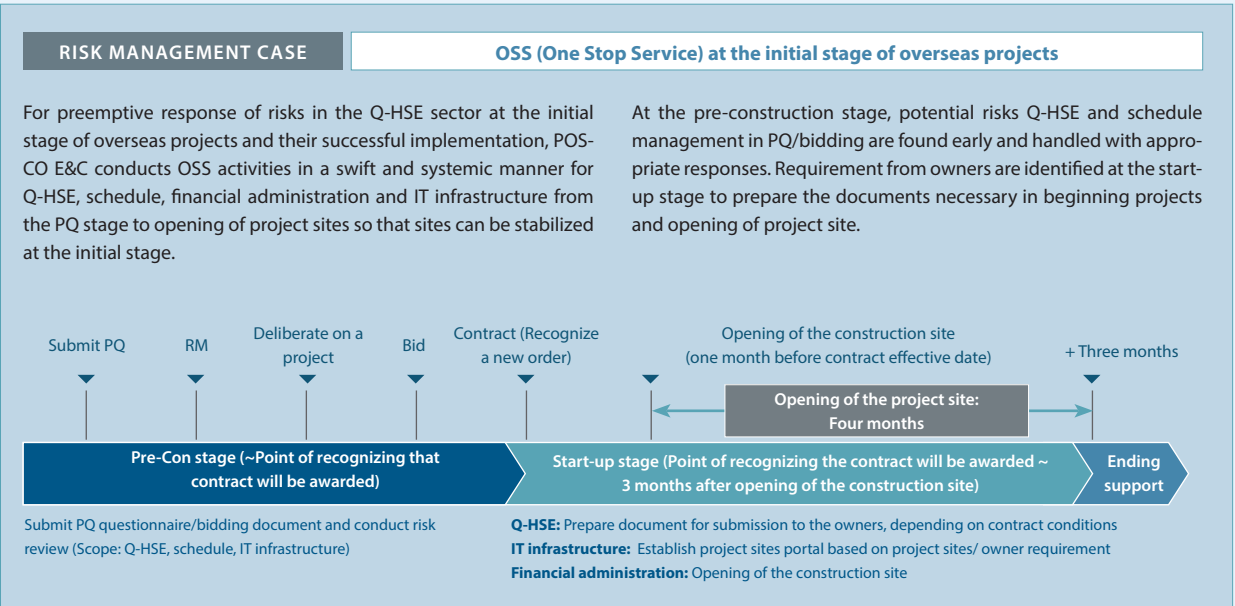 RISK MANAGEMENT CASE
OSS (One Stop Service) at the initial stage of overseas projects
For preemptive response of risks in the Q-HSE sector at the initial
stage of overseas projects and their successful implementation, POS-
CO E&C conducts OSS activities in a swift and systemic manner for
Q-HSE, schedule, financial administration and IT infrastructure from
the PQ stage to opening of project sites so that sites can be stabilized
at the initial stage.
At the pre-construction stage, potential risks Q-HSE and schedule
management in PQ/bidding are found early and handled with appro-
priate responses. Requirement from owners are identified at the start-
up stage to prepare the documents necessary in beginning projects
and opening of project site.
Submit PQ
RM
Deliberate on a
project
Bid
Contract (Recognize
a new order)
Opening of the construction site
(one month before contract effective date)
+ Three months
Opening of the project site:
Four months
Pre-Con stage (~Point of recognizing that
contract will be awarded)
Start-up stage (Point of recognizing the contract will be awarded ~
3 months after opening of the construction site)
Ending
support
Submit PQ questionnaire/bidding document and conduct risk
review (Scope: Q-HSE, schedule, IT infrastructure)
Q-HSE: Prepare document for submission to the owners, depending on contract conditions
IT infrastructure: Establish project sites portal based on project sites/ owner requirement
Financial administration: Opening of the construction site